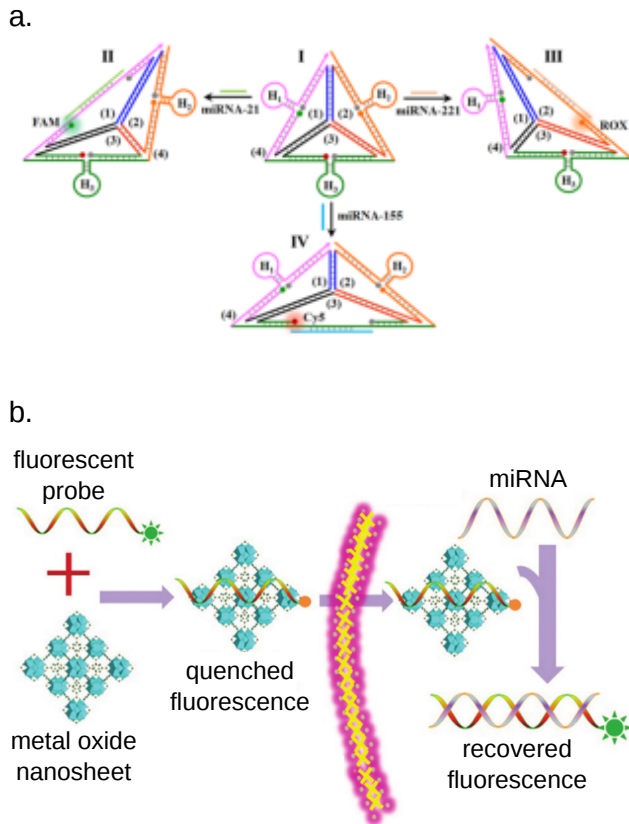 a.
II
I
III
H₁
H₂
H₂
H₁
FAM
(1)
(2)
(3)
(4)
H₃
miRNA-21
(1)
(2)
(3)
(4)
H₃
miRNA-221
(1)
(2)
(3)
(4)
ROX
H₃
miRNA-155
IV
H₁
H₂
(1)
(2)
(3)
(4)
Cy5
b.
fluorescent
probe
miRNA
quenched
fluorescence
metal oxide
nanosheet
recovered
fluorescence